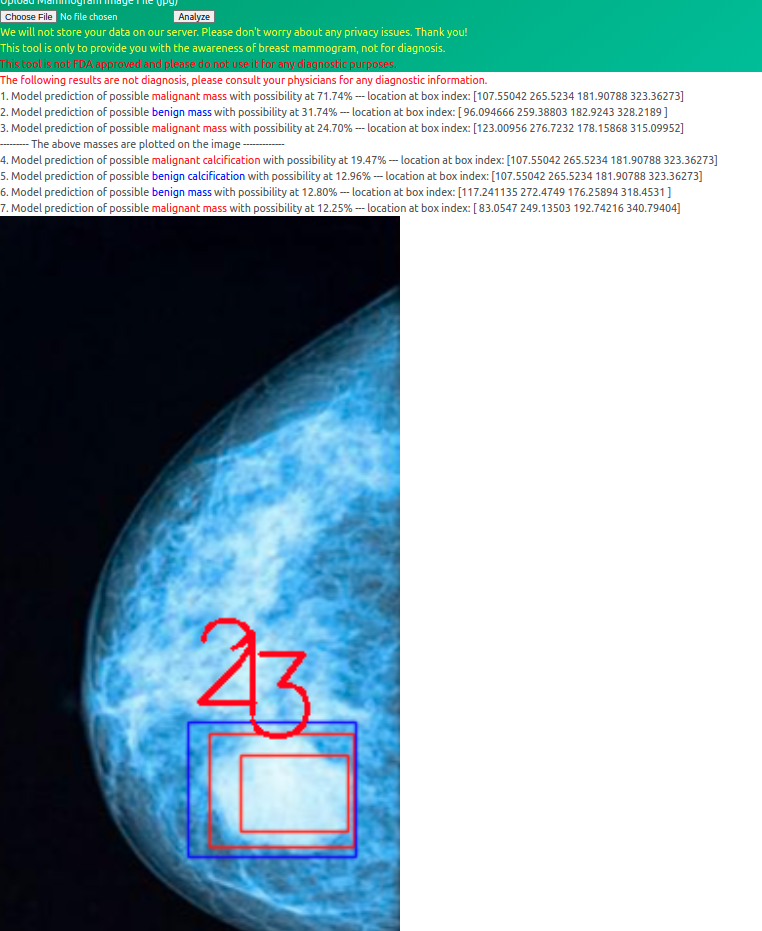 Upload Mammogram Image File (jpg)
Choose File No file chosen Analyze
We will not store your data on our server. Please don't worry about any privacy issues. Thank you!
This tool is only to provide you with the awareness of breast mammogram, not for diagnosis.
This tool is not FDA approved and please do not use it for any diagnostic purposes.
The following results are not diagnosis, please consult your physicians for any diagnostic information.
1. Model prediction of possible malignant mass with possibility at 71.74% --- location at box index: [107.55042 265.5234 181.90788 323.36273]
2. Model prediction of possible benign mass with possibility at 31.74% --- location at box index: [ 96.094666 259.38803 182.9243 328.2189 ]
3. Model prediction of possible malignant mass with possibility at 24.70% --- location at box index: [123.00956 276.7232 178.15868 315.09952]
--------- The above masses are plotted on the image -------------
4. Model prediction of possible malignant calcification with possibility at 19.47% --- location at box index: [107.55042 265.5234 181.90788 323.36273]
5. Model prediction of possible benign calcification with possibility at 12.96% --- location at box index: [107.55042 265.5234 181.90788 323.36273]
6. Model prediction of possible benign mass with possibility at 12.80% --- location at box index: [117.241135 272.4749 176.25894 318.4531 ]
7. Model prediction of possible malignant mass with possibility at 12.25% --- location at box index: [ 83.0547 249.13503 192.74216 340.79404]
2 1 3